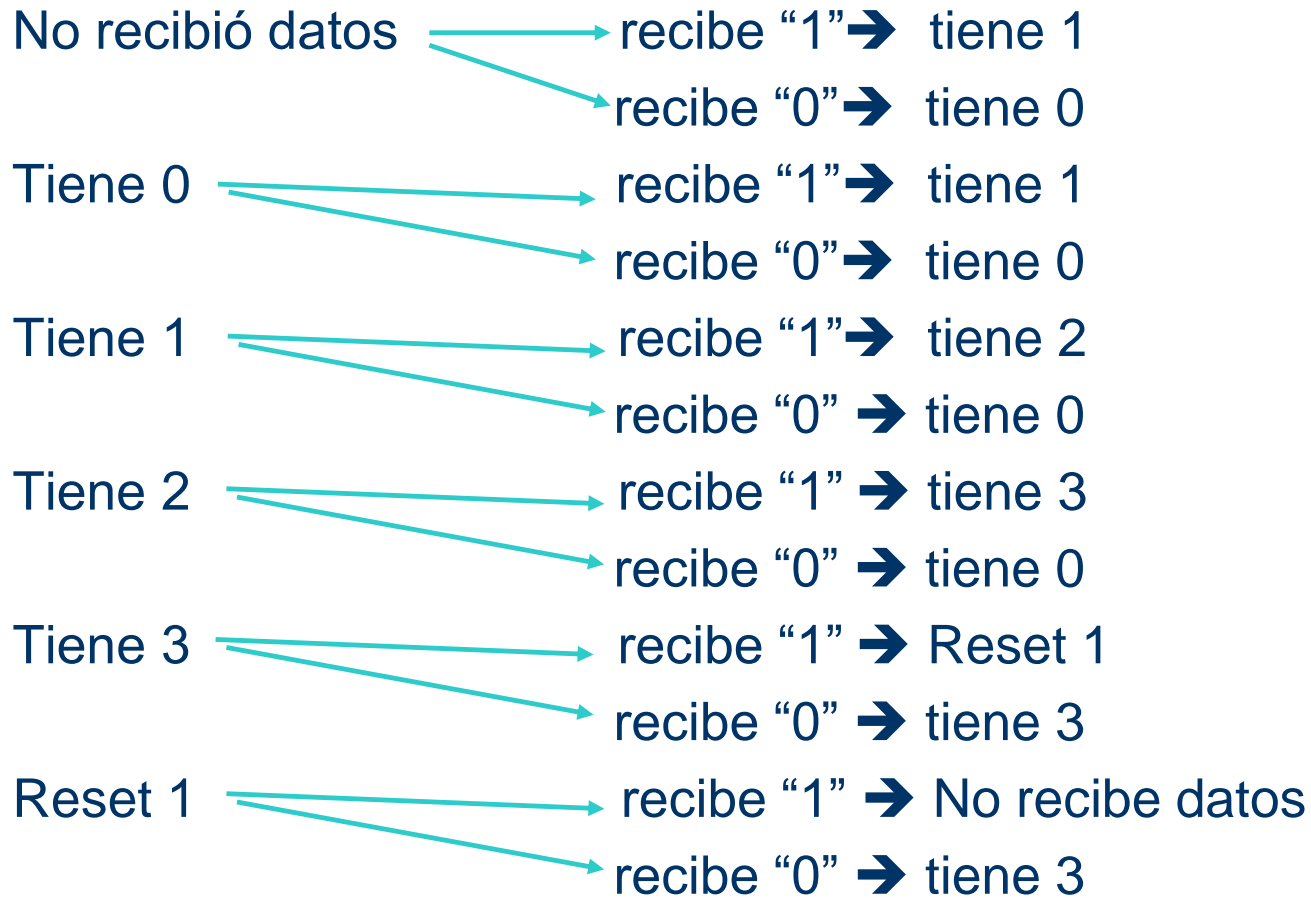 No recibió datos recibe “1”➔ tiene 1
recibe “0”➔ tiene 0
Tiene 0 recibe “1”➔ tiene 1
recibe “0”➔ tiene 0
Tiene 1 recibe “1”➔ tiene 2
recibe “0” ➔ tiene 0
Tiene 2 recibe “1” ➔ tiene 3
recibe “0” ➔ tiene 0
Tiene 3 recibe “1” ➔ Reset 1
recibe “0” ➔ tiene 3
Reset 1 recibe “1” ➔ No recibe datos
recibe “0” ➔ tiene 3